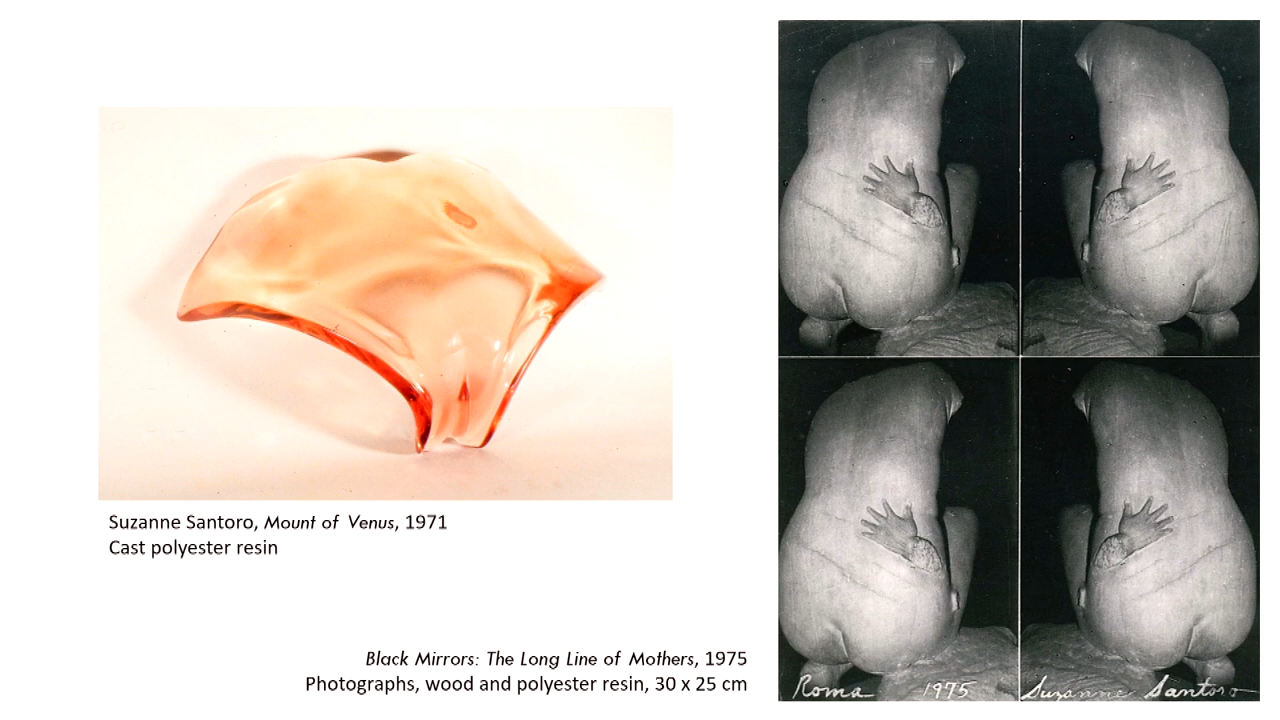 Suzanne Santoro, Mount of Venus, 1971
Cast polyester resin
Black Mirrors: The Long Line of Mothers, 1975
Photographs, wood and polyester resin, 30 x 25 cm
Roma 1975 Suzanne Santoro